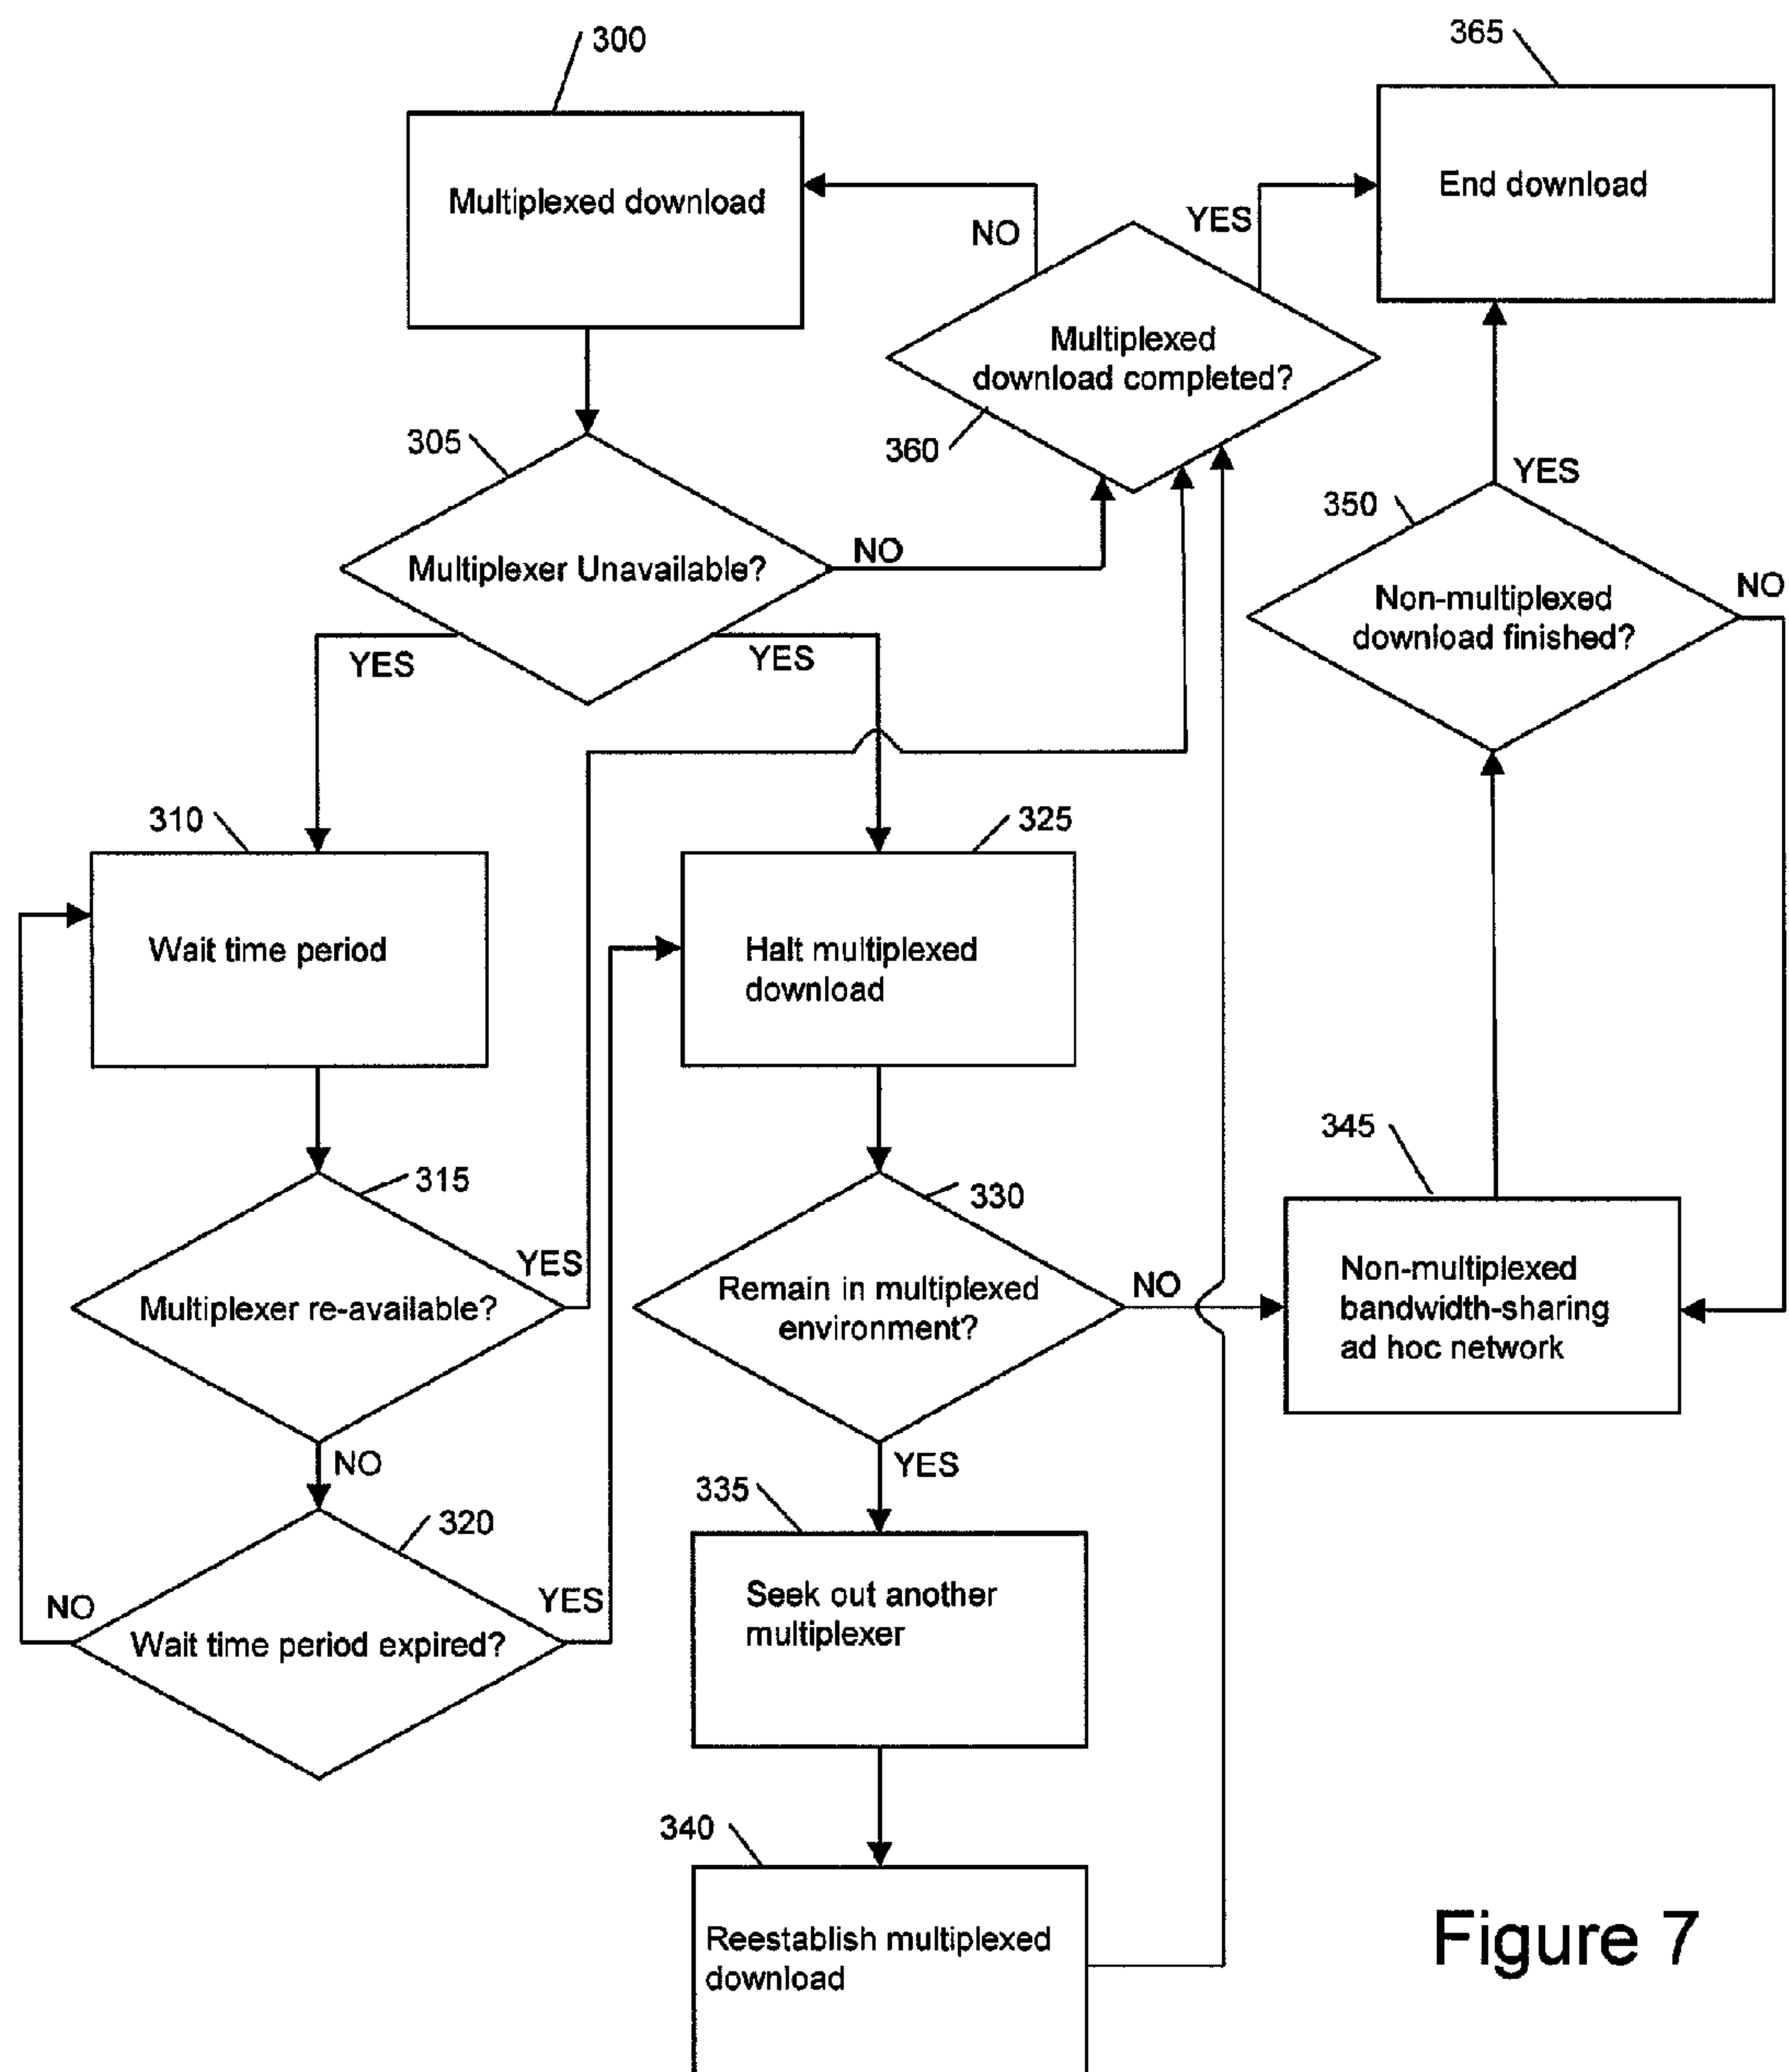 300
365
Multiplexed download
End download
NO
YES
Multiplexed
download completed?
360
305
Multiplexer Unavailable?
NO
YES
YES
YES
350
Non-multiplexed
download finished?
NO
310
325
Wait time period
Halt multiplexed
download
345
315
330
Multiplexer re-available?
YES
Remain in multiplexed
environment?
NO
Non-multiplexed
bandwidth-sharing
ad hoc network
NO
YES
335
320
NO
YES
Wait time period expired?
Seek out another
multiplexer
340
Reestablish multiplexed
download
Figure 7